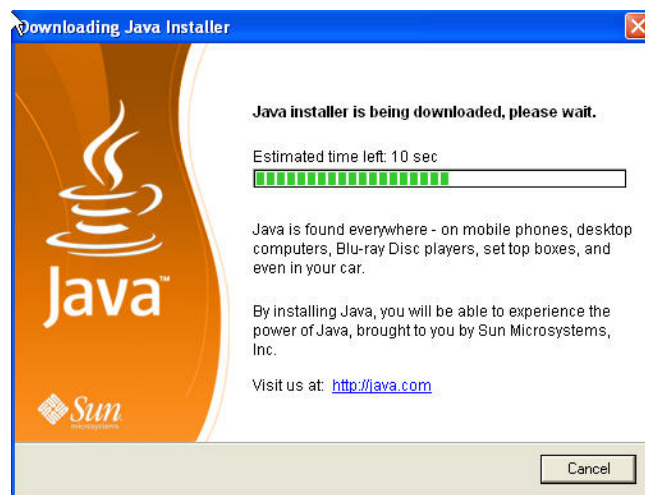 Downloading Java Installer
Java installer is being downloaded, please wait.
Estimated time left: 10 sec
Java is found everywhere - on mobile phones, desktop
computers, Blu-ray Disc players, set top boxes, and
even in your car.
By installing Java, you will be able to experience the
power of Java, brought to you by Sun Microsystems,
Inc.
Visit us at: http://java.com
Java™
Sun
microsystems
Cancel